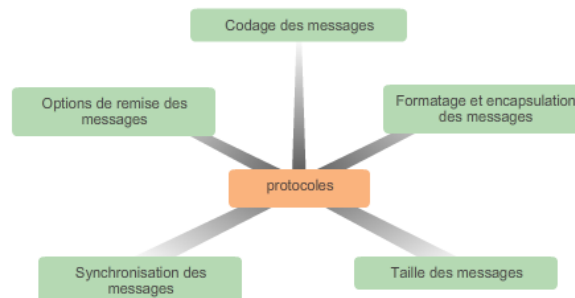 Codage des messages
Options de remise des
messages
Formatage et encapsulation
des messages
protocoles
Synchronisation des
messages
Taille des messages